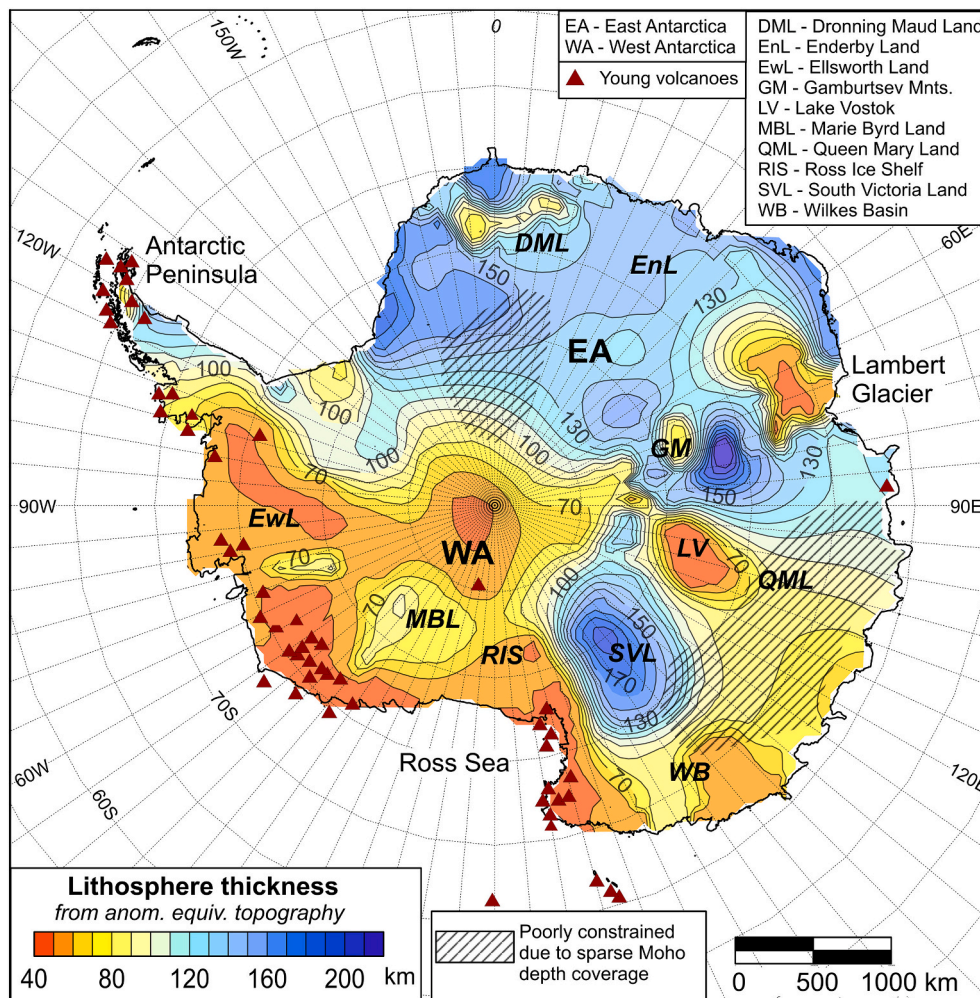 EA - East Antarctica
WA - West Antarctica
Young volcanoes
DML - Dronning Maud Land
EnL - Enderby Land
EwL - Ellsworth Land
GM - Gamburtsev Mnts.
LV - Lake Vostok
MBL - Marie Byrd Land
QML - Queen Mary Land
RIS - Ross Ice Shelf
SVL - South Victoria Land
WB - Wilkes Basin
150W
0
60E
120W
Antarctic
Peninsula
DML
EnL
150
130
EA
Lambert
Glacier
100
100
100
130
100
GM
130
150
70
70
90W
90E
EwL
WA
LV
70
QML
70
100
70
MBL
150
RIS
SVL
170
130
70S
Ross Sea
70
WB
60W
60S
120E
Lithosphere thickness
from anom. equiv. topography
40 80 120 160 200 km
Poorly constrained
due to sparse Moho
depth coverage
0 500 1000 km